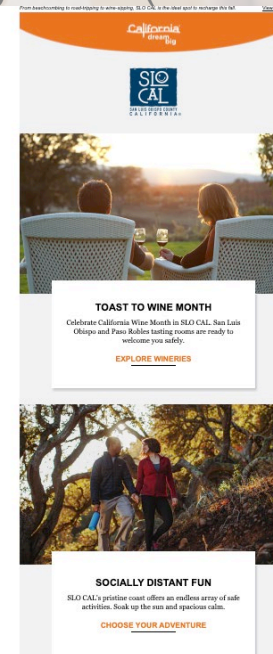 From beachcombing to road-tripping to wine-sipping, SLO CAL is the ideal spot to recharge this fall.
View
California
dream
big
SLO
CAL
SAN LUIS OBISPO COUNTY
CALIFORNIA
TOAST TO WINE MONTH
Celebrate California Wine Month in SLO CAL. San Luis
Obispo and Paso Robles tasting rooms are ready to
welcome you safely.
EXPLORE WINERIES
SOCIALLY DISTANT FUN
SLO CAL's pristine coast offers an endless array of safe
activities. Soak up the sun and spacious calm.
CHOOSE YOUR ADVENTURE